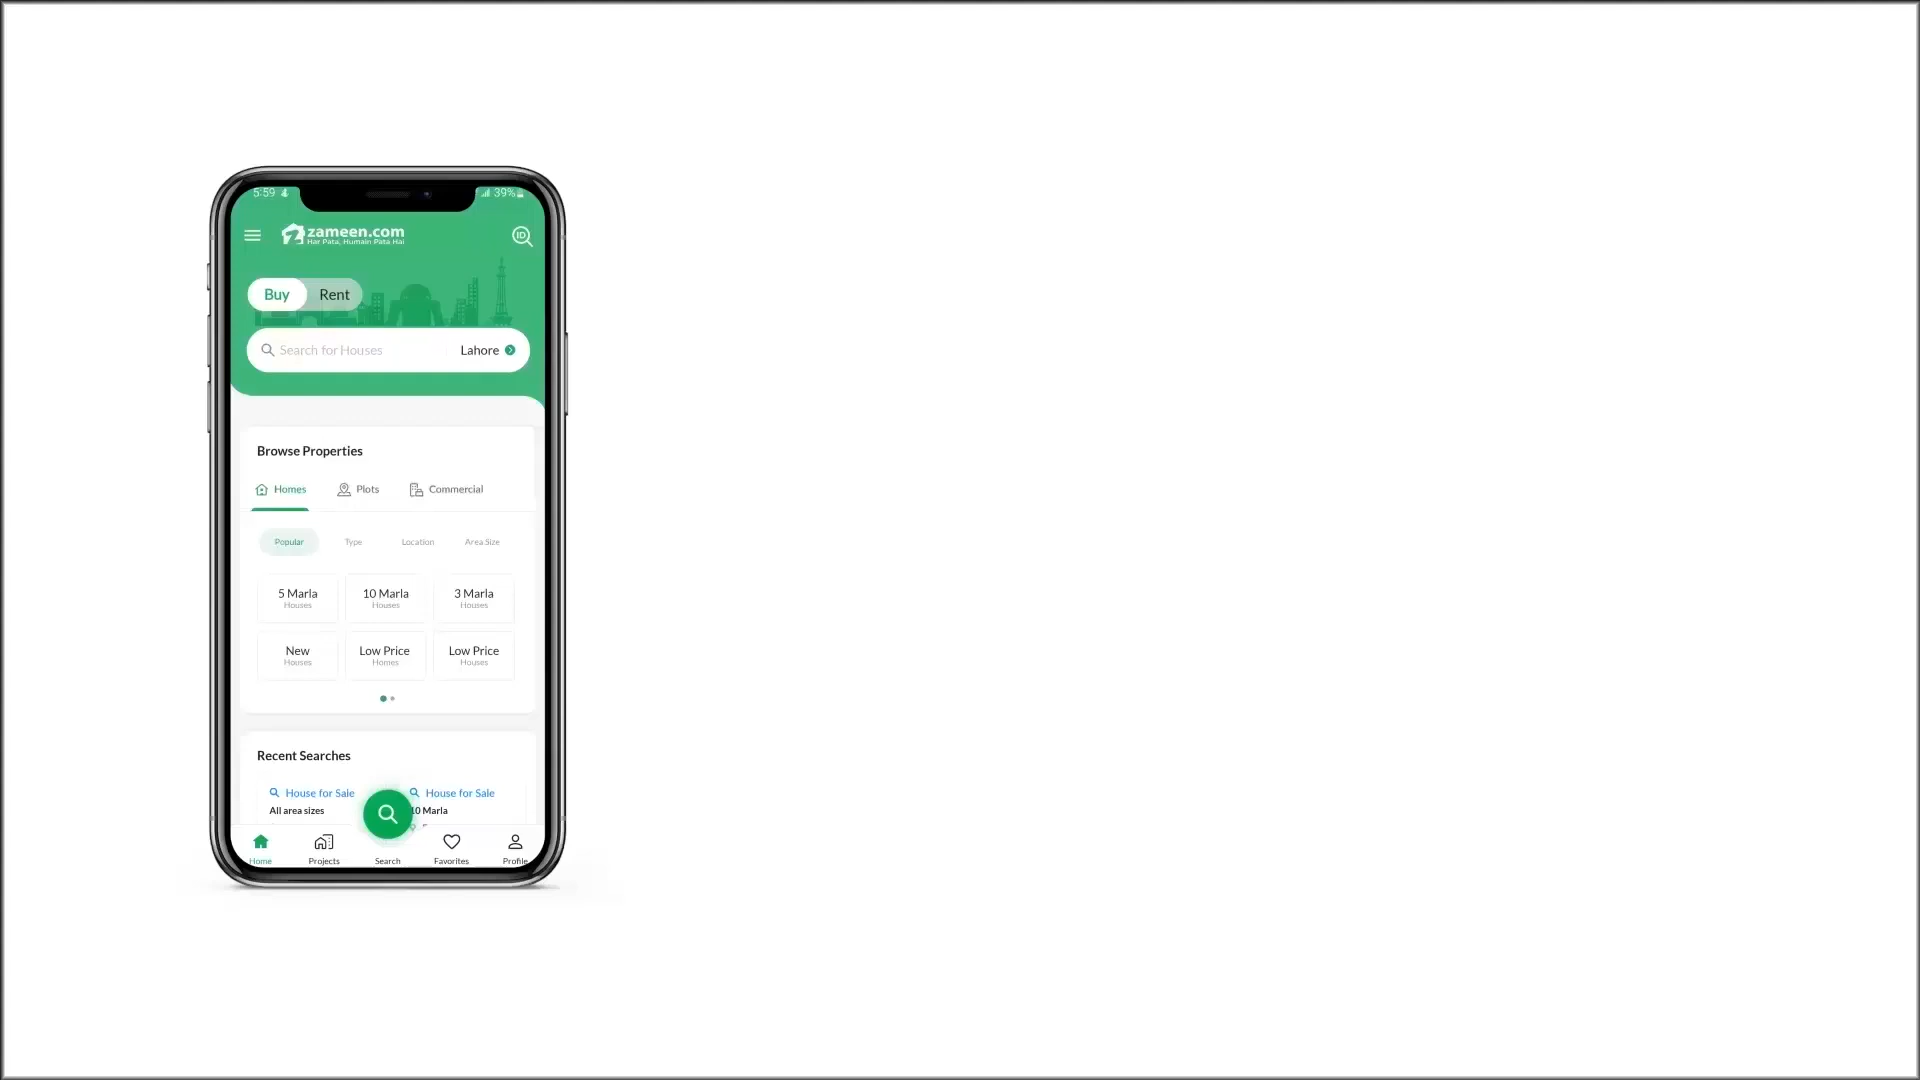 5:59
39%
zameen.com
Har Pata, Humain Pata Hai
ID
Buy Rent
Search for Houses Lahore
Browse Properties
Homes Plots Commercial
Popular Type Location Area Size
5 Marla 10 Marla 3 Marla
Houses Houses Houses
New Low Price Low Price
Houses Homes Houses
Recent Searches
House for Sale House for Sale
All area sizes 10 Marla
Home Projects Search Favorites Profile